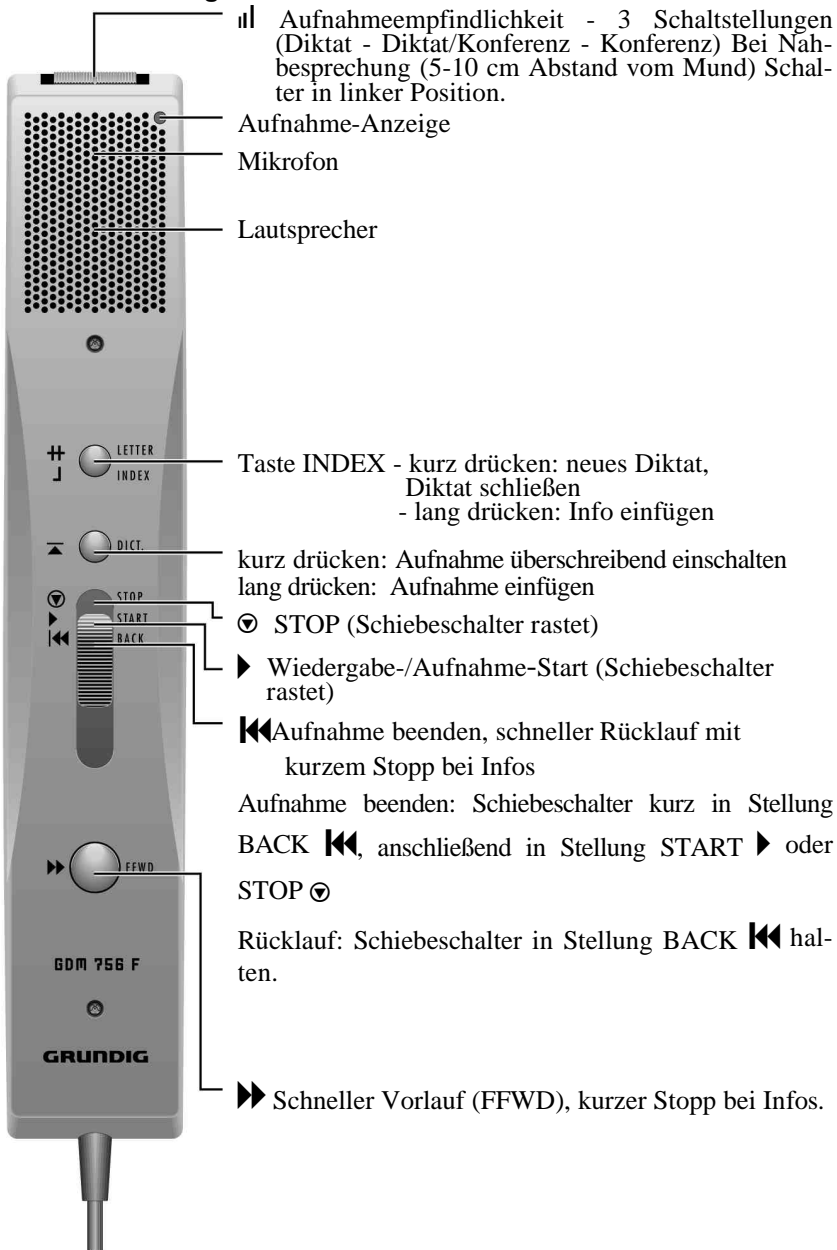 Aufnahmeempfindlichkeit - 3 Schaltstellungen
(Diktat - Diktat/Konferenz - Konferenz) Bei Nah-
besprechung (5-10 cm Abstand vom Mund) Schal-
ter in linker Position.
Aufnahme-Anzeige
Mikrofon
Lautsprecher
LETTER
INDEX
Taste INDEX - kurz drücken: neues Diktat,
Diktat schließen
- lang drücken: Info einfügen
DICT.
kurz drücken: Aufnahme überschreibend einschalten
lang drücken: Aufnahme einfügen
STOP
START
BACK
STOP (Schiebeschalter rastet)
▶ Wiedergabe-/Aufnahme-Start (Schiebeschalter
rastet)
⏮Aufnahme beenden, schneller Rücklauf mit
kurzem Stopp bei Infos
Aufnahme beenden: Schiebeschalter kurz in Stellung
BACK ⏮, anschließend in Stellung START ▶ oder
STOP
Rücklauf: Schiebeschalter in Stellung BACK ⏮ hal-
ten.
FFWD
GDM 756 F
GRUNDIG
▶▶ Schneller Vorlauf (FFWD), kurzer Stopp bei Infos.